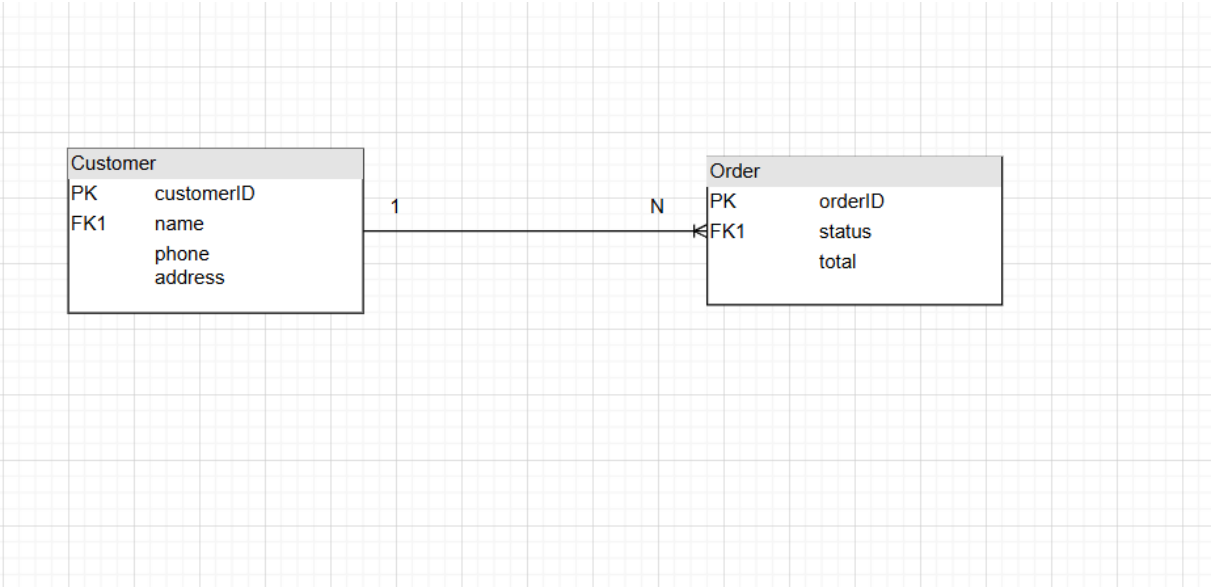 Customer
PK customerID
FK1 name
phone
address
1
N
Order
PK orderID
FK1 status
total